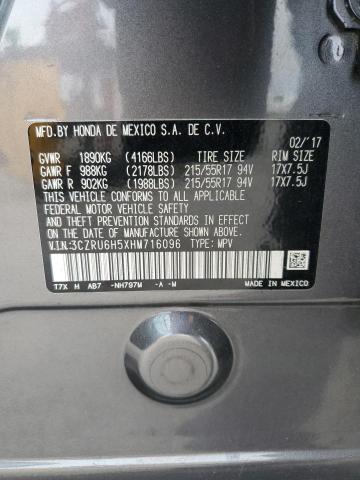 MFD.BY HONDA DE MEXICO S.A. DE C.V.
02/'17
GVWR 1890KG (4166LBS) TIRE SIZE RIM SIZE
GAWR F 988KG (2178LBS) 215/55R17 94V 17X7.5J
GAWR R 902KG (1988LBS) 215/55R17 94V 17X7.5J
THIS VEHICLE CONFORMS TO ALL APPLICABLE
FEDERAL MOTOR VEHICLE SAFETY AND
THEFT PREVENTION STANDARDS IN EFFECT ON
THE DATE OF MANUFACTURE SHOWN ABOVE.
V.I.N:3CZRU6H5XHM716096 TYPE: MPV
T7X H AB7 -NH797M -A -M
MADE IN MEXICO